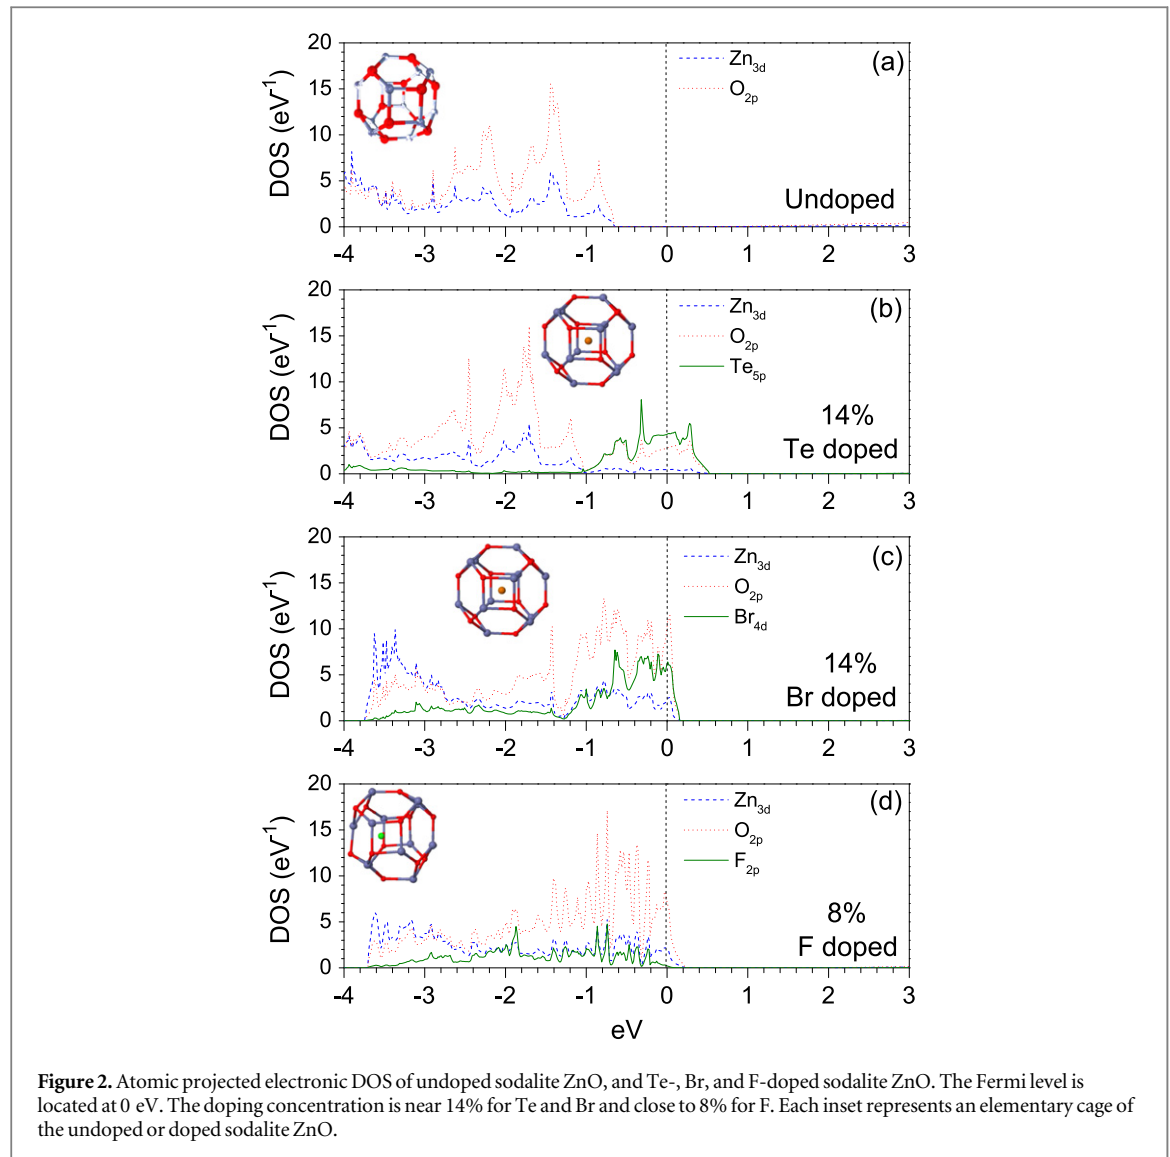 20
15
10
5
0
DOS (eV⁻¹)
Zn3d
O2p
(a)
Undoped
-4 -3 -2 -1 0 1 2 3
20
15
10
5
0
DOS (eV⁻¹)
Zn3d
O2p
Te5p
(b)
14%
Te doped
-4 -3 -2 -1 0 1 2 3
20
15
10
5
0
DOS (eV⁻¹)
Zn3d
O2p
Br4d
(c)
14%
Br doped
-4 -3 -2 -1 0 1 2 3
20
15
10
5
0
DOS (eV⁻¹)
Zn3d
O2p
F2p
(d)
8%
F doped
-4 -3 -2 -1 0 1 2 3
eV
Figure 2. Atomic projected electronic DOS of undoped sodalite ZnO, and Te-, Br, and F-doped sodalite ZnO. The Fermi level is
located at 0 eV. The doping concentration is near 14% for Te and Br and close to 8% for F. Each inset represents an elementary cage of
the undoped or doped sodalite ZnO.